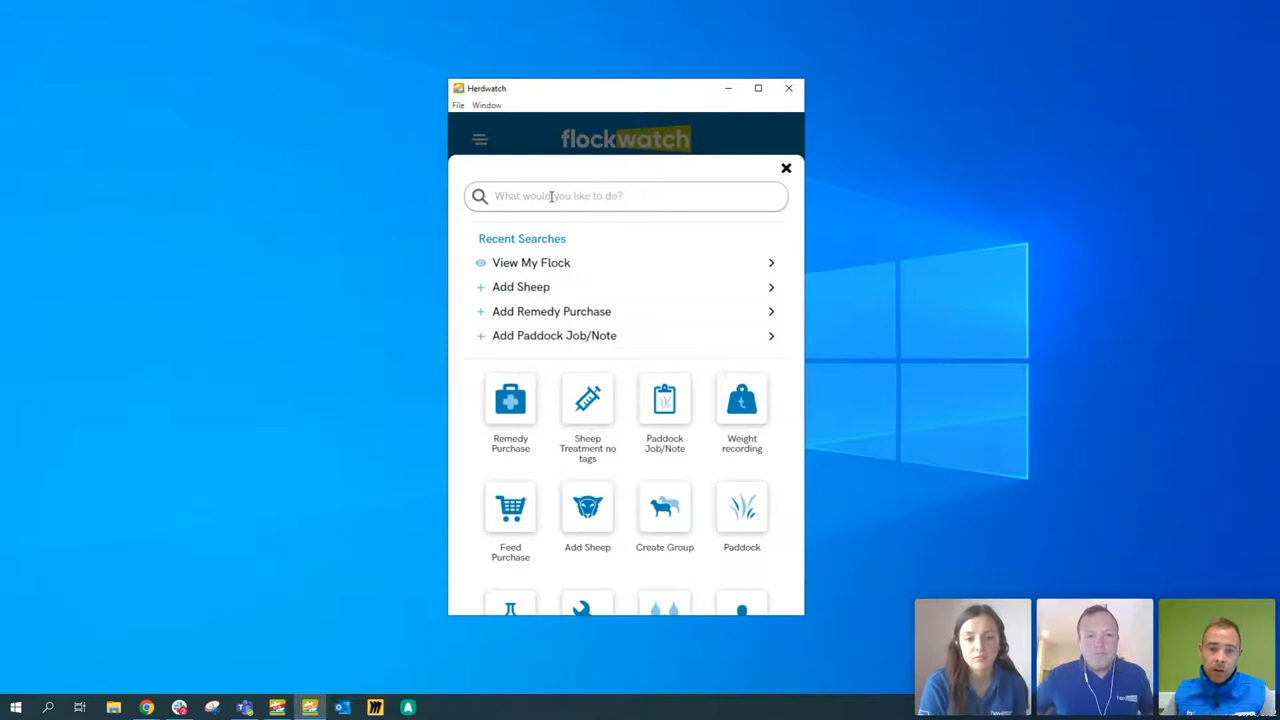 Herdwatch
File Window
flockwatch
What would you like to do?
Recent Searches
View My Flock
Add Sheep
Add Remedy Purchase
Add Paddock Job/Note
Remedy
Purchase
Sheep
Treatment no
tags
Paddock
Job/Note
Weight
recording
Feed
Purchase
Add Sheep
Create Group
Paddock